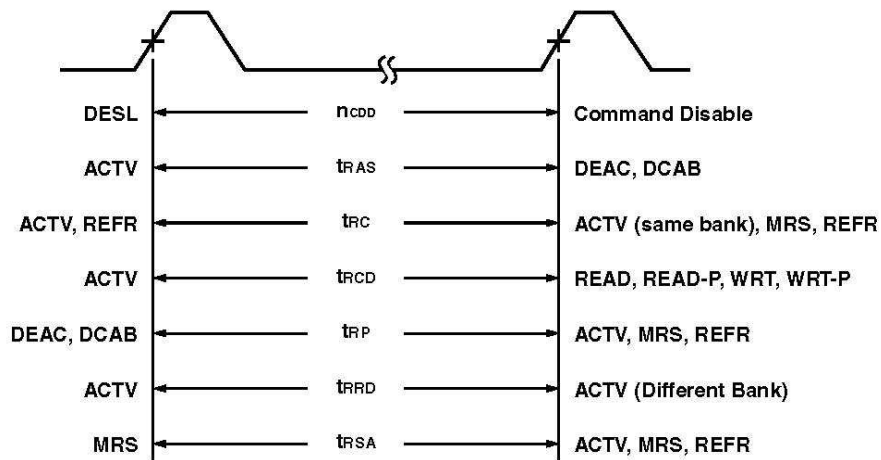 DESL nCDD Command Disable
ACTV tRAS DEAC, DCAB
ACTV, REFR tRC ACTV (same bank), MRS, REFR
ACTV tRCD READ, READ-P, WRT, WRT-P
DEAC, DCAB tRP ACTV, MRS, REFR
ACTV tRRD ACTV (Different Bank)
MRS tRSA ACTV, MRS, REFR